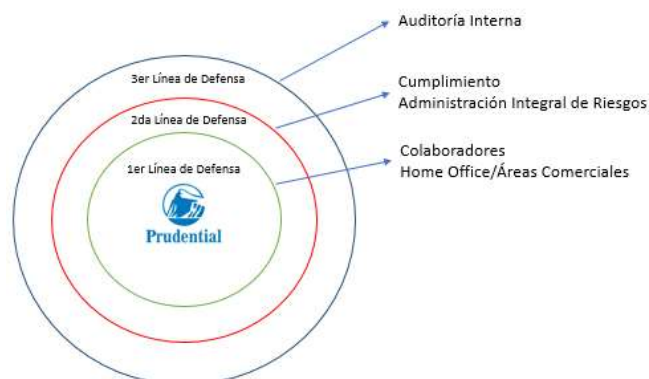 Auditoría Interna
3er Línea de Defensa
Cumplimiento
Administración Integral de Riesgos
2da Línea de Defensa
Colaboradores
Home Office/Áreas Comerciales
1er Línea de Defensa
Prudential